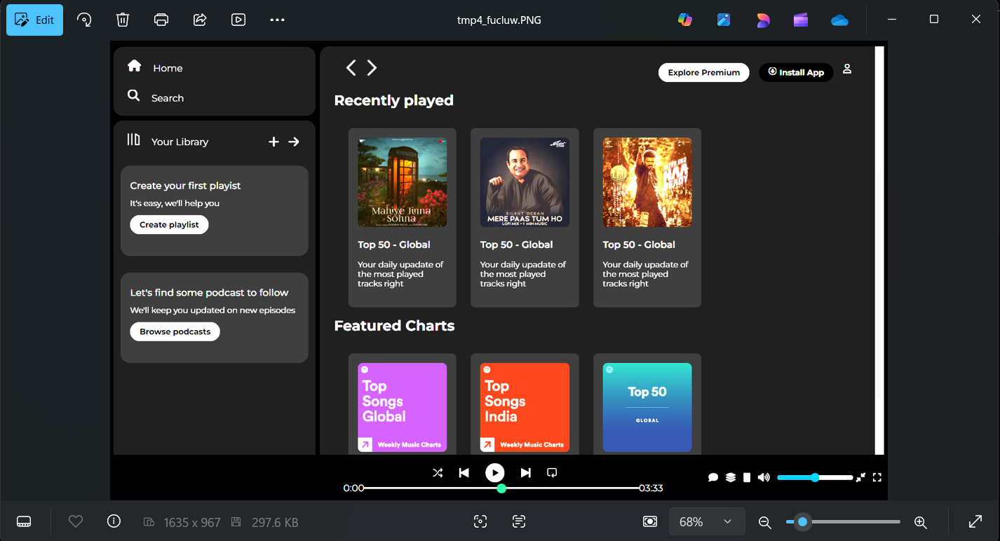 Edit
tmp4_fucluw.PNG
Home
Search
Explore Premium
Install App
Recently played
Your Library
Create your first playist
It's easy, we'll help you
Create playlist
Mahiye Jinna
Sohna
SILENT OCEAN
MERE PAAS TUM HO
LOFI MIX - 1 MIN MUSIC
NAA
READY
Top 50 - Global
Your daily upadate of
the most played
tracks right
Top 50 - Global
Your daily upadate of
the most played
tracks right
Top 50 - Global
Your daily upadate of
the most played
tracks right
Let's find some podcast to follow
We'll keep you updated on new episodes
Browse podcasts
Featured Charts
Top
Songs
Global
Weekly Music Charts
Top
Songs
India
Weekly Music Charts
Top 50
GLOBAL
0:00
03:33
1635 x 967
297.6 KB
68%